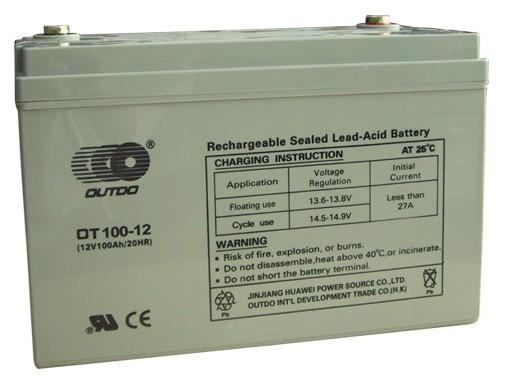 Rechargeable Sealed Lead-Acid Battery
CHARGING INSTRUCTION AT 25°C
Application Voltage Regulation Initial Current
Floating use 13.6-13.8V Less than 27A
Cycle use 14.5-14.9V
WARNING
• Risk of fire, explosion, or burns.
• Do not disassemble,heat above 40°C,or incinerate.
• Do not short the battery terminal.
JINJIANG HUAWEI POWER SOURCE CO.,LTD.
OUTDO INT'L DEVELOPMENT TRADE CO.(H.K)
Pb
Pb
®
OUTDO
OT 100-12
(12V100Ah/20HR)
CE